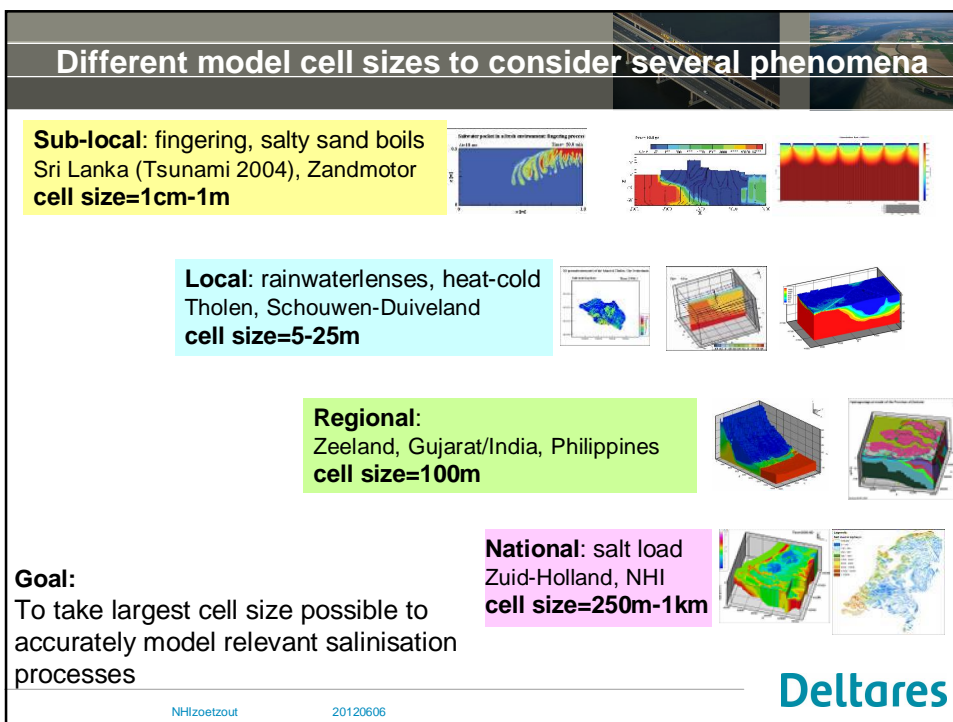 Different model cell sizes to consider several phenomena
Sub-local: fingering, salty sand boils
Sri Lanka (Tsunami 2004), Zandmotor
cell size=1cm-1m
Local: rainwaterlenses, heat-cold
Tholen, Schouwen-Duiveland
cell size=5-25m
Regional:
Zeeland, Gujarat/India, Philippines
cell size=100m
National: salt load
Zuid-Holland, NHI
cell size=250m-1km
Goal:
To take largest cell size possible to
accurately model relevant salinisation
processes
Deltares
NHIzoetzout 20120606